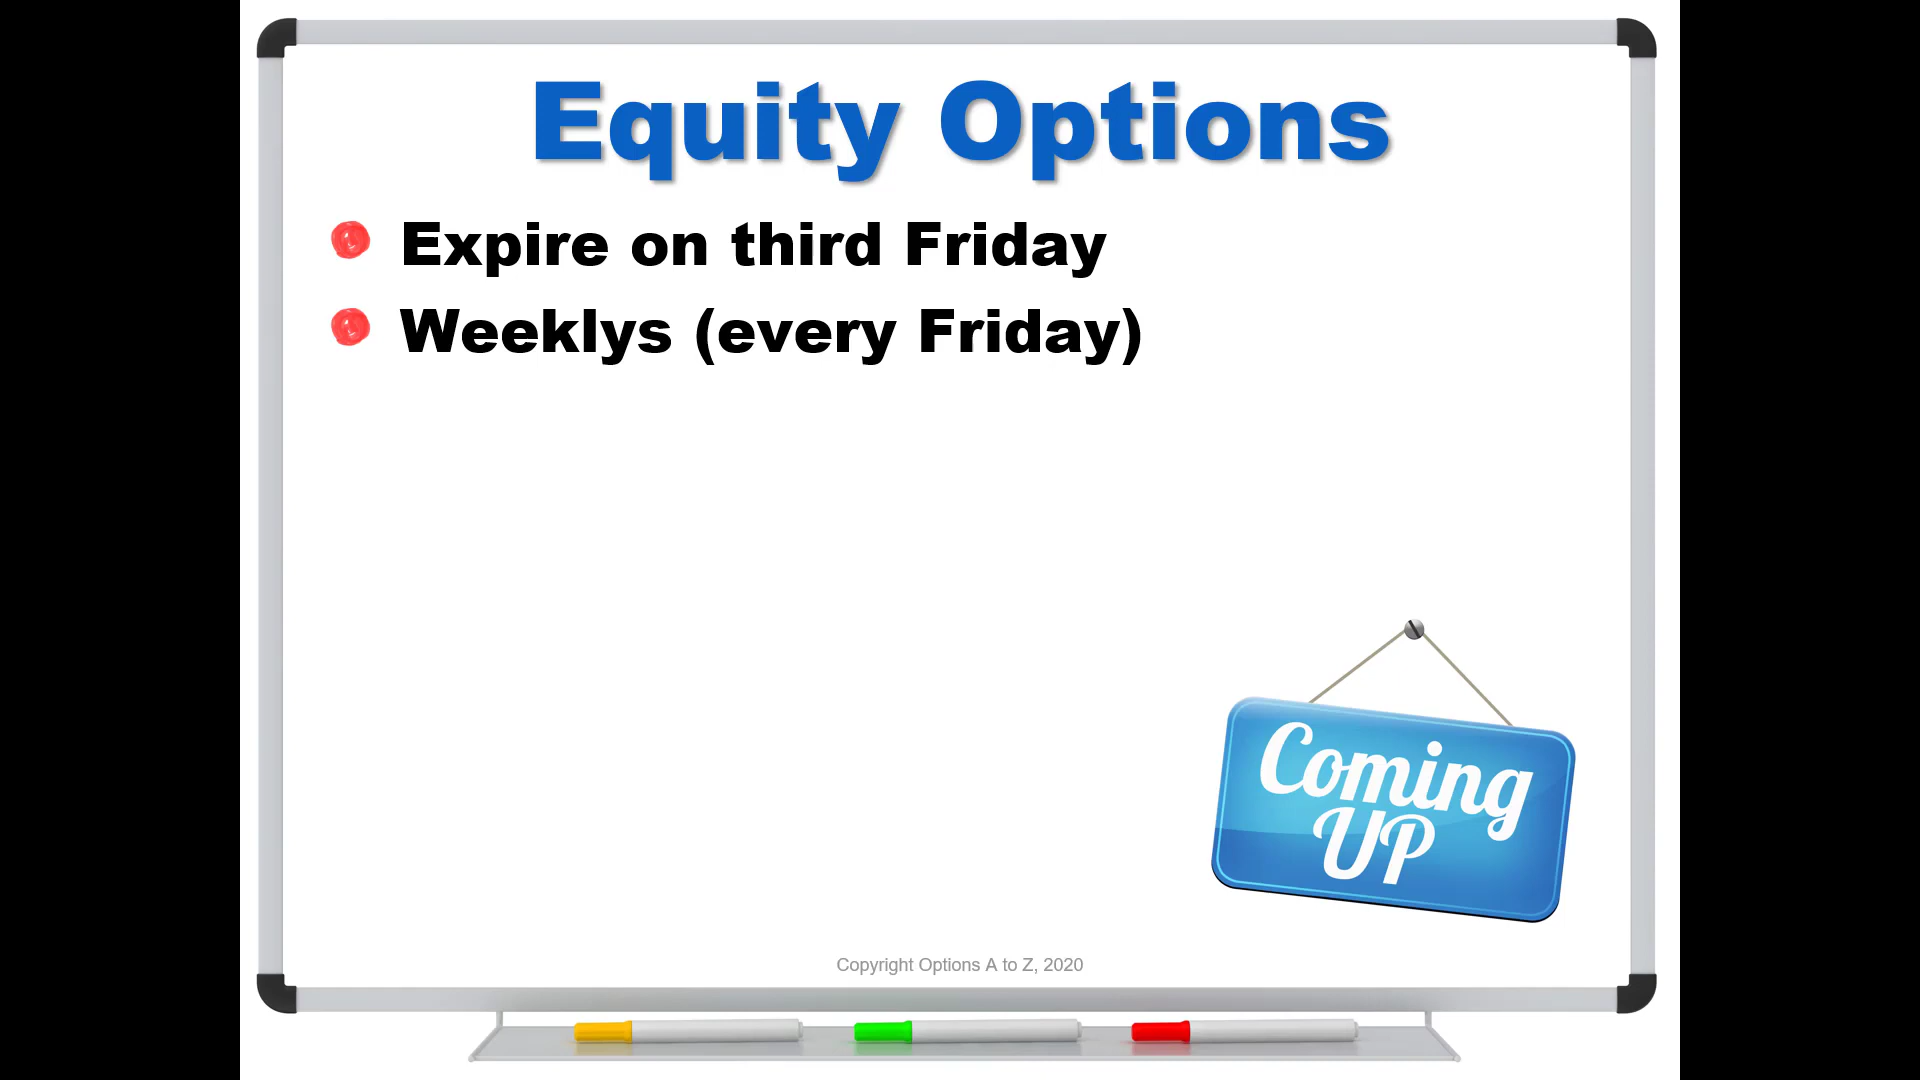 Equity Options
Expire on third Friday
Weeklys (every Friday)
Coming
UP
Copyright Options A to Z, 2020